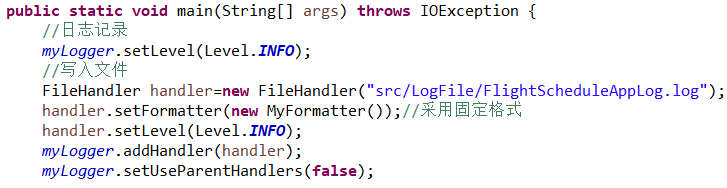 public static void main(String[] args) throws IOException {
//日志记录
myLogger.setLevel(Level.INFO);
//写入文件
FileHandler handler=new FileHandler("src/LogFile/FlightScheduleAppLog.log");
handler.setFormatter(new MyFormatter());//采用固定格式
handler.setLevel(Level.INFO);
myLogger.addHandler(handler);
myLogger.setUseParentHandlers(false);